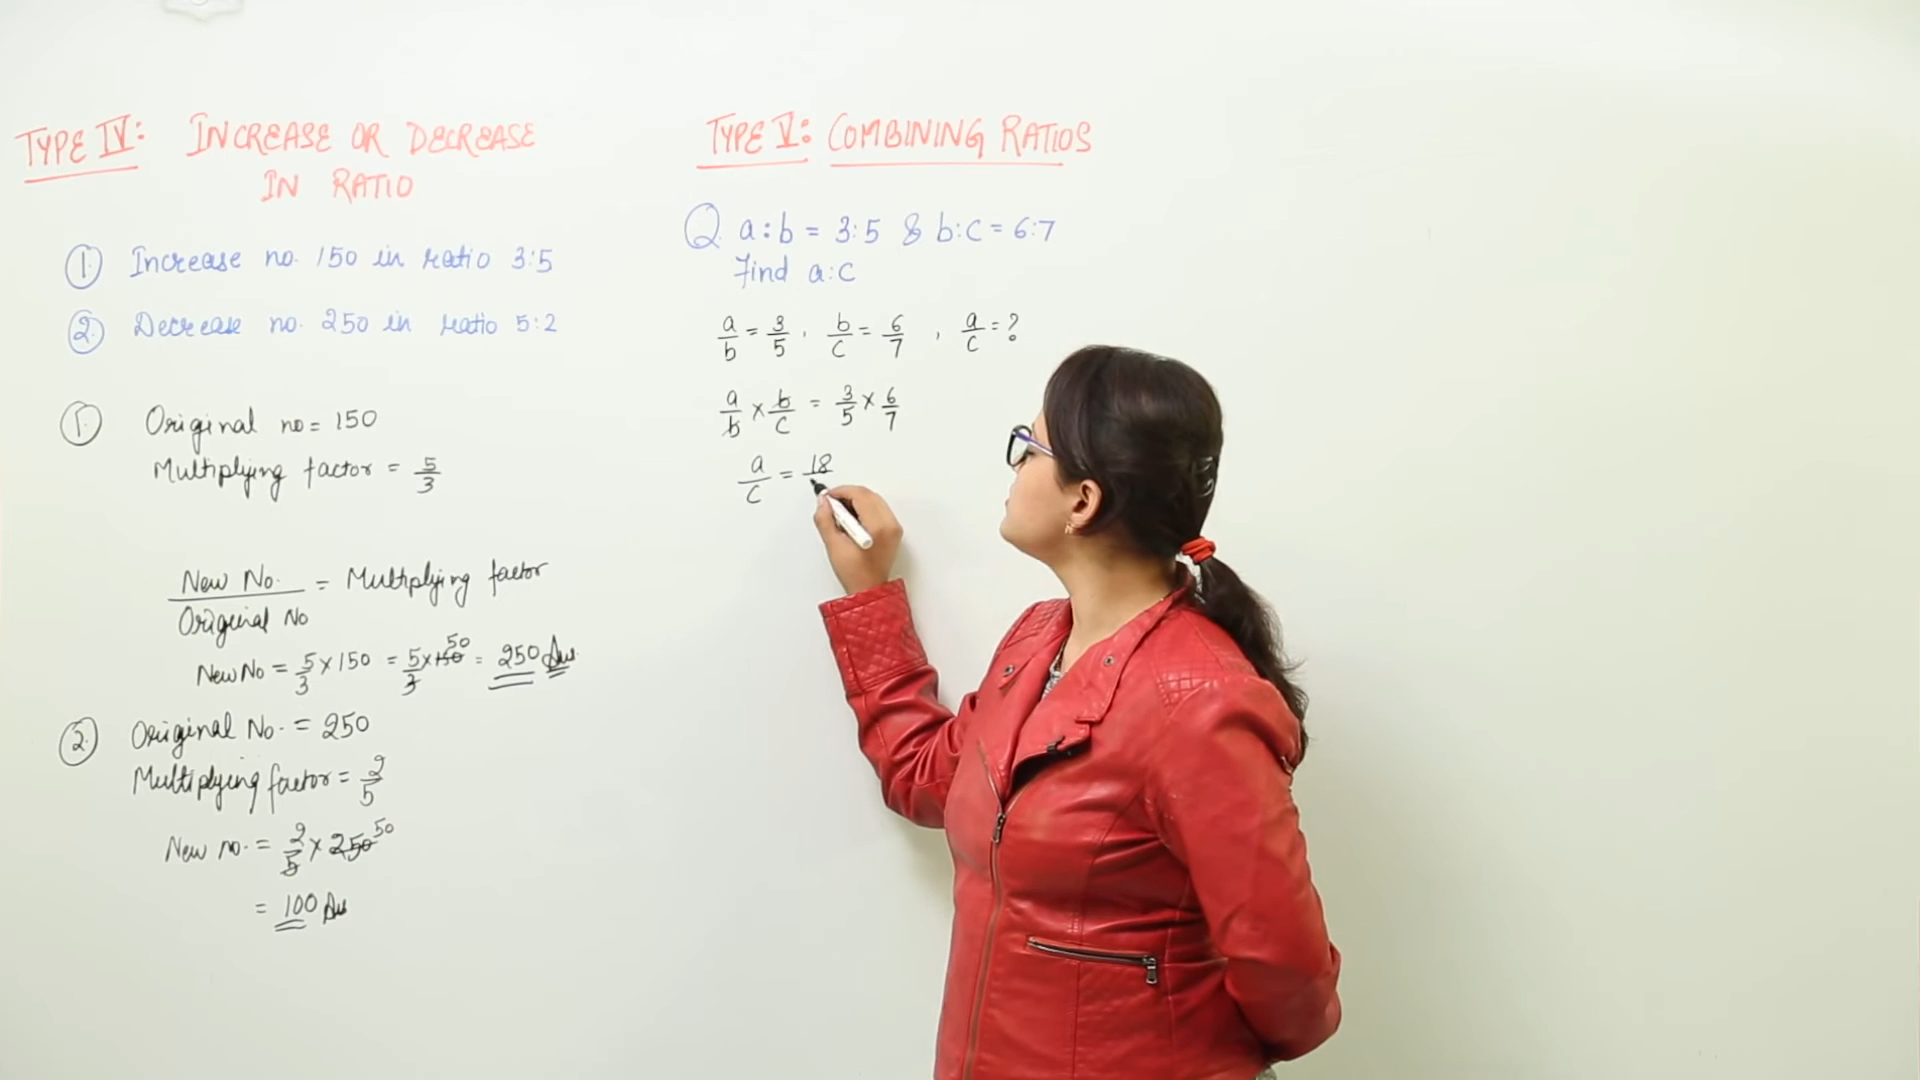 TYPE IV: INCREASE OR DECREASE
IN RATIO
1. Increase no. 150 in ratio 3:5
2. Decrease no. 250 in ratio 5:2
1. Original no = 150
Multiplying factor = 5/3
New No. / Original No = Multiplying factor
New No = 5/3 × 150 = 5/3 × 150 50 = 250 Ans.
2. Original No. = 250
Multiplying factor = 2/5
New no. = 2/5 × 250 50
= 100 Ans
TYPE V: COMBINING RATIOS
Q a:b = 3:5 & b:c = 6:7
Find a:c
a/b = 3/5, b/c = 6/7, a/c = ?
a/b × b/c = 3/5 × 6/7
a/c = 18